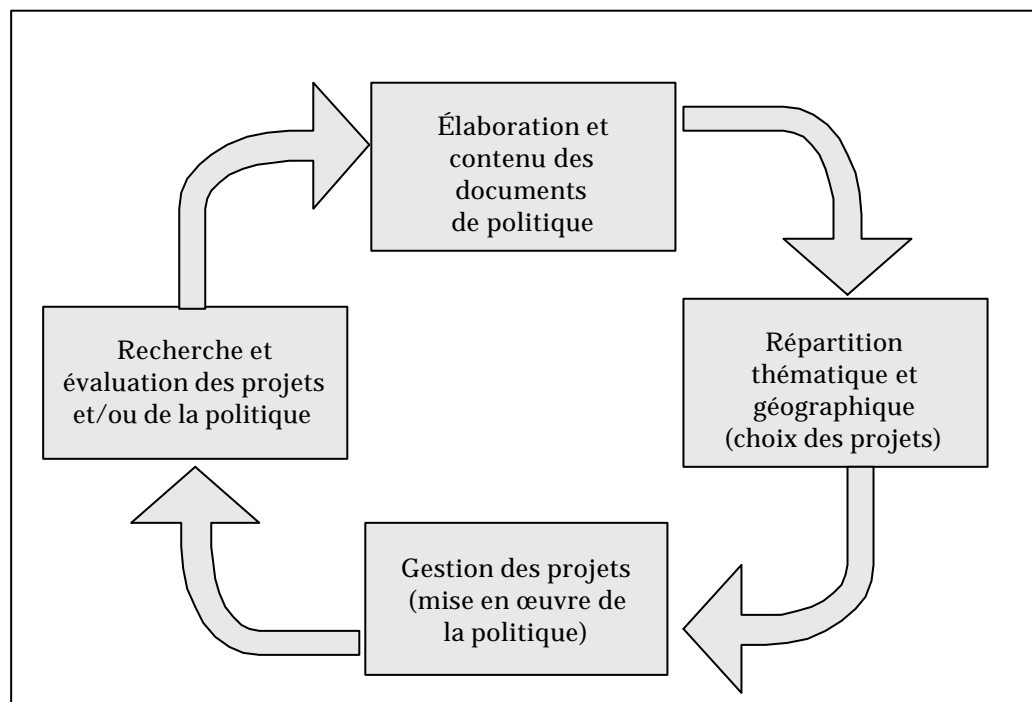 Élaboration et
contenu des
documents
de politique
Répartition
thématique et
géographique
(choix des projets)
Gestion des projets
(mise en œuvre de
la politique)
Recherche et
évaluation des projets
et/ou de la politique